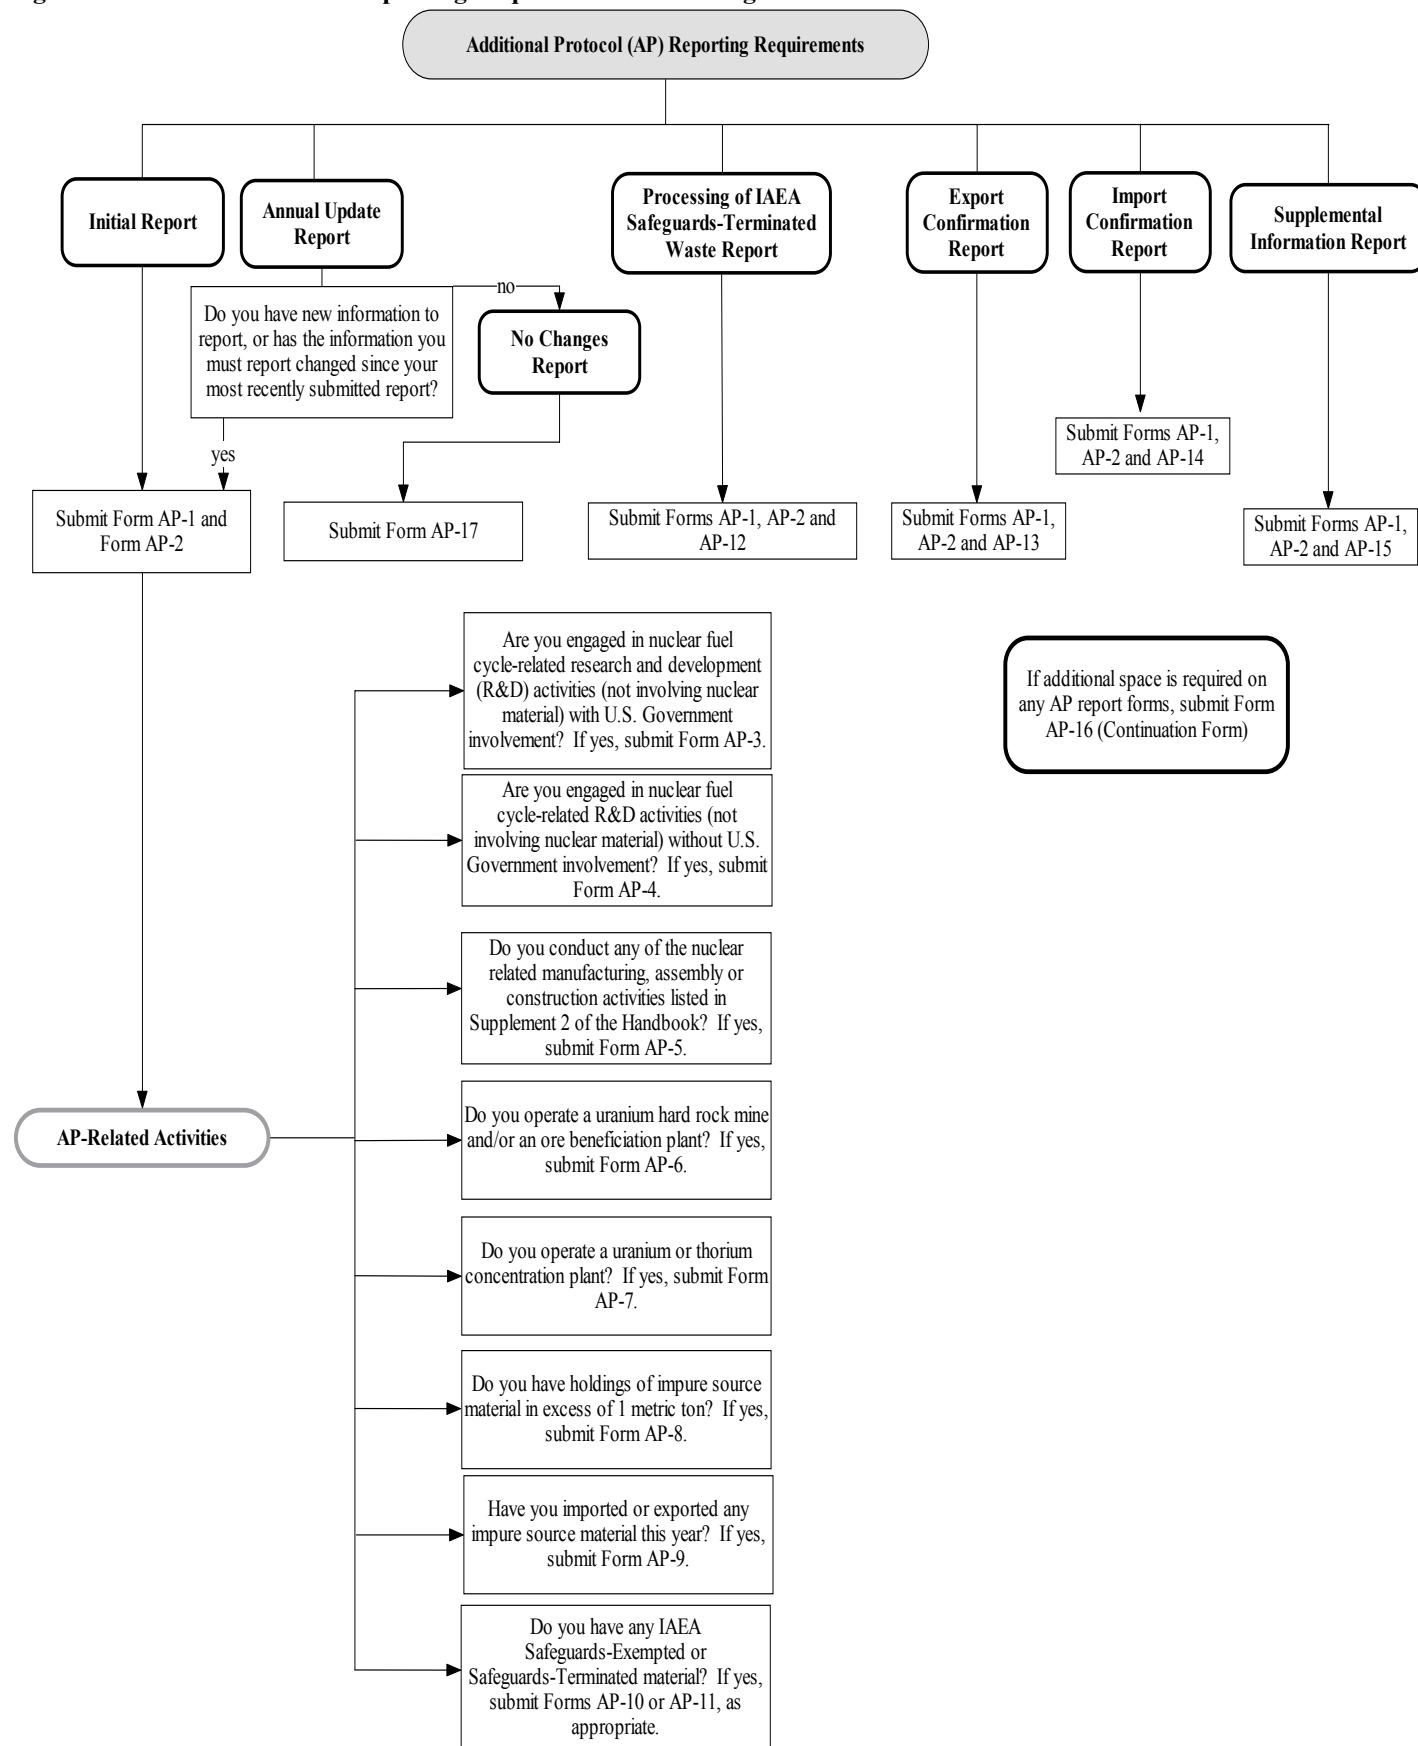 Additional Protocol (AP) Reporting Requirements
Initial Report
Annual Update
Report
Processing of IAEA
Safeguards-Terminated
Waste Report
Export
Confirmation
Report
Import
Confirmation
Report
Supplemental
Information Report
Do you have new information to
report, or has the information you
must report changed since your
most recently submitted report?
no
No Changes
Report
yes
Submit Form AP-1 and
Form AP-2
Submit Form AP-17
Submit Forms AP-1, AP-2 and
AP-12
Submit Forms AP-1,
AP-2 and AP-13
Submit Forms AP-1,
AP-2 and AP-14
Submit Forms AP-1,
AP-2 and AP-15
Are you engaged in nuclear fuel
cycle-related research and development
(R&D) activities (not involving nuclear
material) with U.S. Government
involvement?  If yes, submit Form AP-3.
If additional space is required on
any AP report forms, submit Form
AP-16 (Continuation Form)
Are you engaged in nuclear fuel
cycle-related R&D activities (not
involving nuclear material) without U.S.
Government involvement?  If yes, submit
Form AP-4.
Do you conduct any of the nuclear
related manufacturing, assembly or
construction activities listed in
Supplement 2 of the Handbook?  If yes,
submit Form AP-5.
AP-Related Activities
Do you operate a uranium hard rock mine
and/or an ore beneficiation plant?  If yes,
submit Form AP-6.
Do you operate a uranium or thorium
concentration plant?  If yes, submit Form
AP-7.
Do you have holdings of impure source
material in excess of 1 metric ton?  If yes,
submit Form AP-8.
Have you imported or exported any
impure source material this year?  If yes,
submit Form AP-9.
Do you have any IAEA
Safeguards-Exempted or
Safeguards-Terminated material?  If yes,
submit Forms AP-10 or AP-11, as
appropriate.